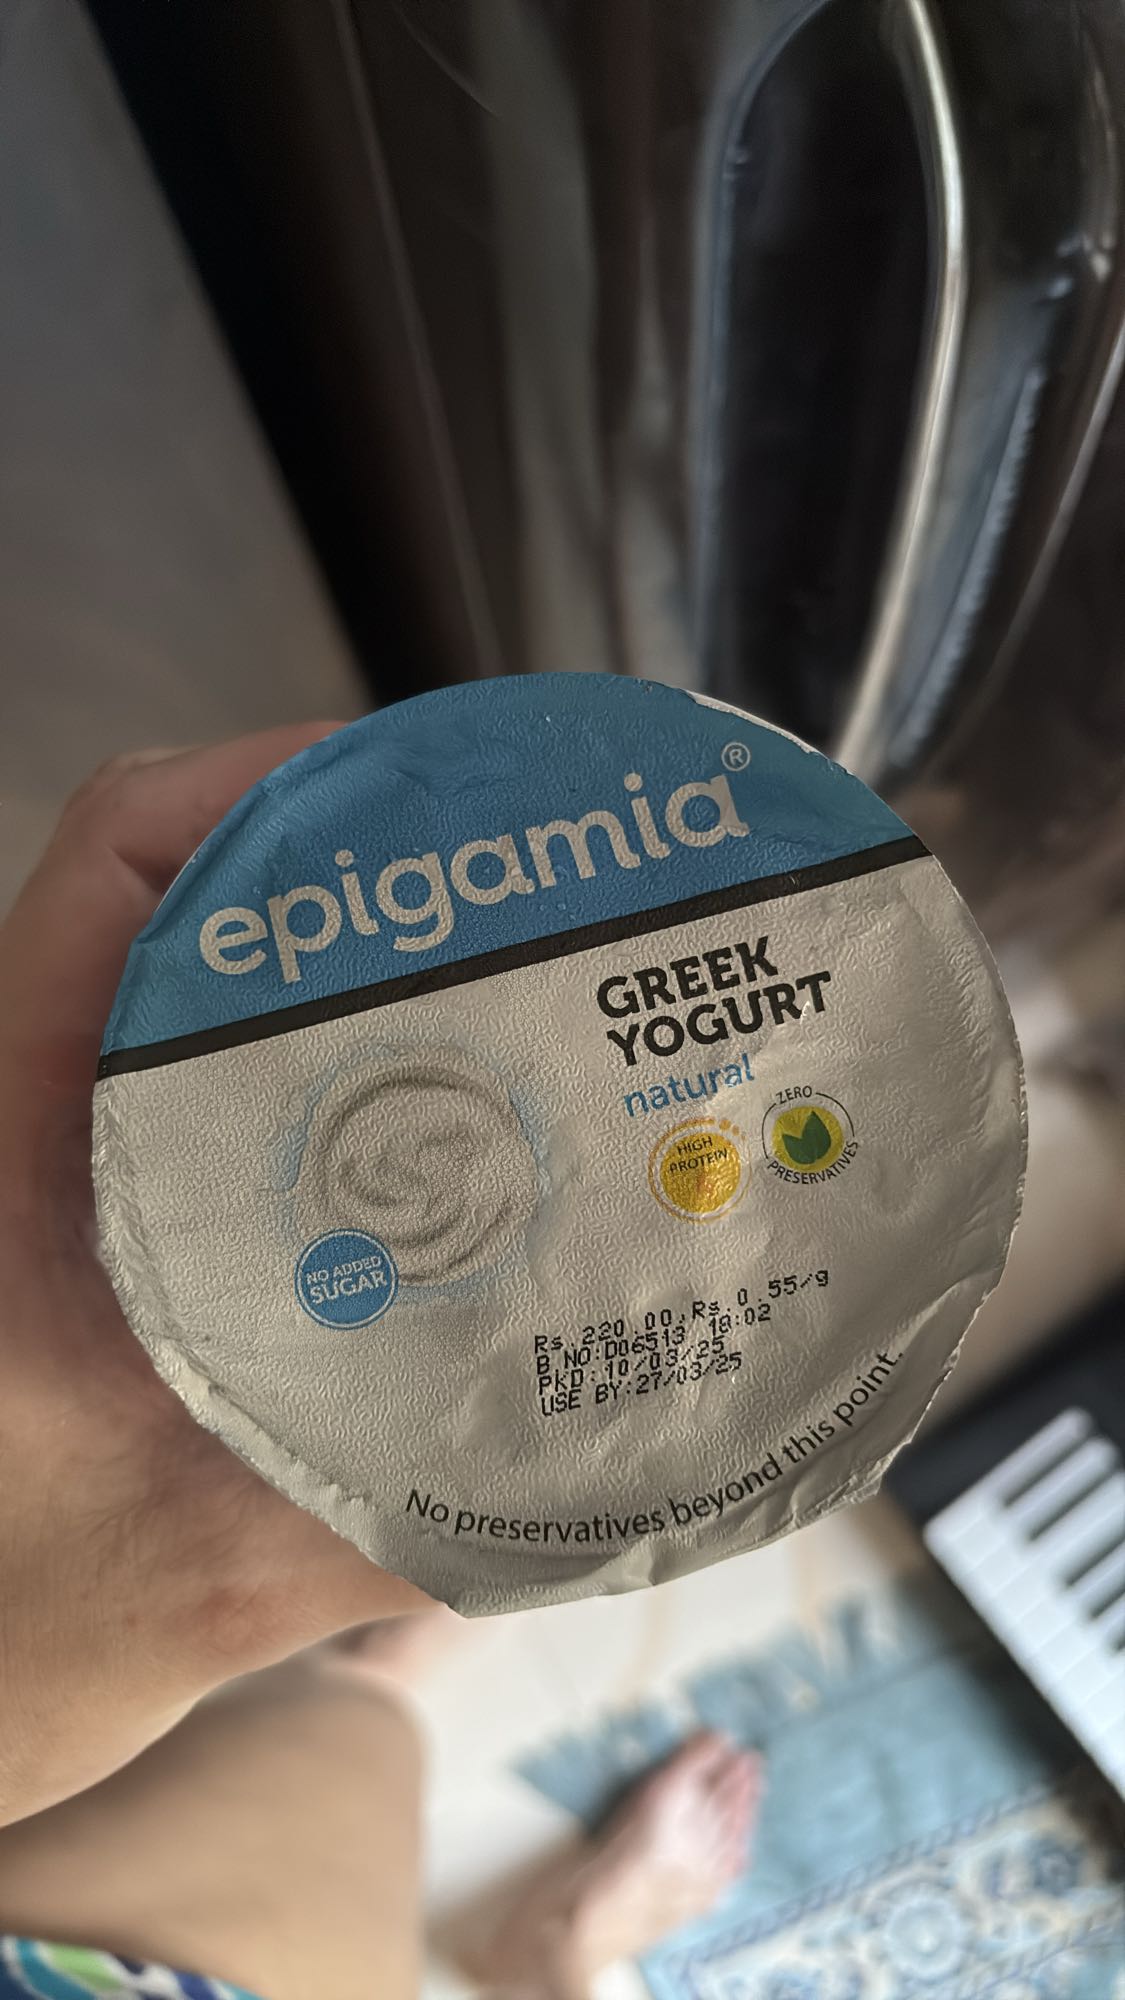 epigamia®
GREEK
YOGURT
natural
HIGH
PROTEIN
ZERO
PRESERVATIVES
NO ADDED
SUGAR
Rs.220.00,Rs.0.55/g
B NO:D06513 18:02
PKD:10/03/25
USE BY:27/03/25
No preservatives beyond this point.